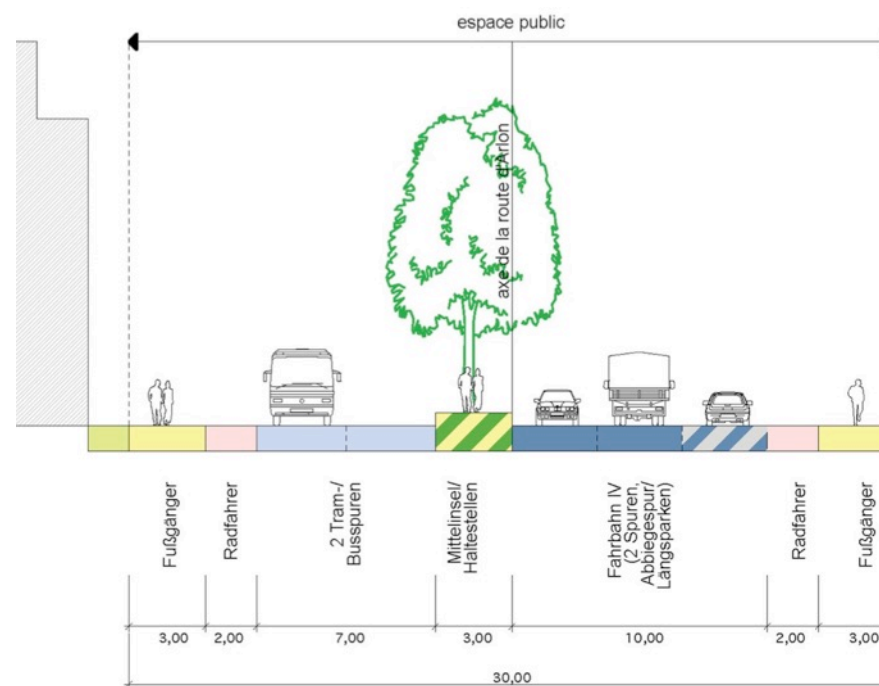 espace public
axe de la route d'Arlon
Fußgänger
Radfahrer
2 Tram-/
Busspuren
Mittelinsel/
Haltestellen
Fahrbahn IV
(2 Spuren,
Abbiegespur/
Längsparken)
Radfahrer
Fußgänger
3,00
2,00
7,00
3,00
10,00
2,00
3,00
30,00